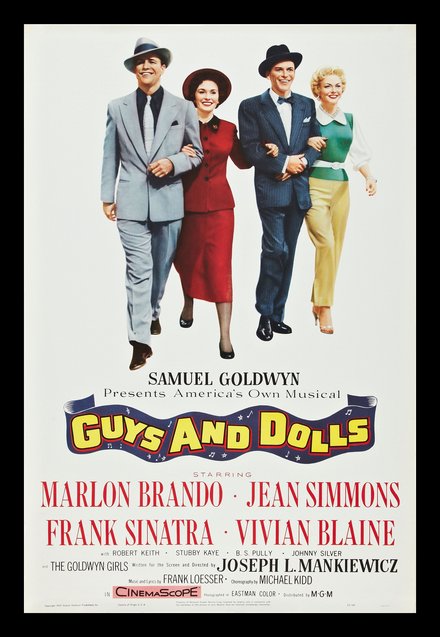 SAMUEL GOLDWYN
Presents America's Own Musical
GUYS AND DOLLS
STARRING
MARLON BRANDO · JEAN SIMMONS
FRANK SINATRA · VIVIAN BLAINE
with ROBERT KEITH · STUBBY KAYE · B. S. PULLY · JOHNNY SILVER
and THE GOLDWYN GIRLS Written for the Screen and Directed by JOSEPH L. MANKIEWICZ
Music and Lyrics by FRANK LOESSER · Choreography by MICHAEL KIDD
IN CINEMASCOPE Photographed in EASTMAN COLOR · Distributed by M-G-M